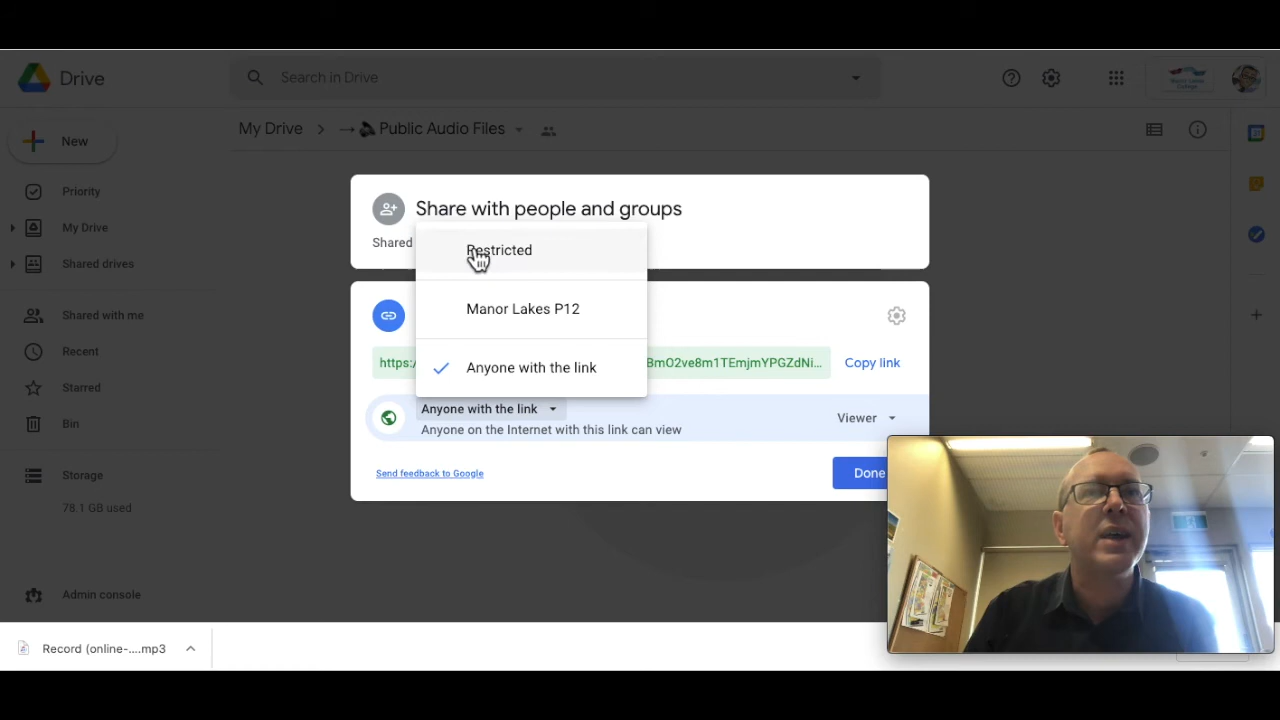 Drive
Search in Drive
New
My Drive
Public Audio Files
Priority
My Drive
Shared drives
Shared with me
Recent
Starred
Bin
Storage
78.1 GB used
Admin console
Share with people and groups
Shared
Restricted
Manor Lakes P12
Anyone with the link
https:/
BmO2ve8m1TEmjmYPGZdNi...
Copy link
Anyone with the link
Anyone on the Internet with this link can view
Viewer
Send feedback to Google
Done
Record (online-....mp3